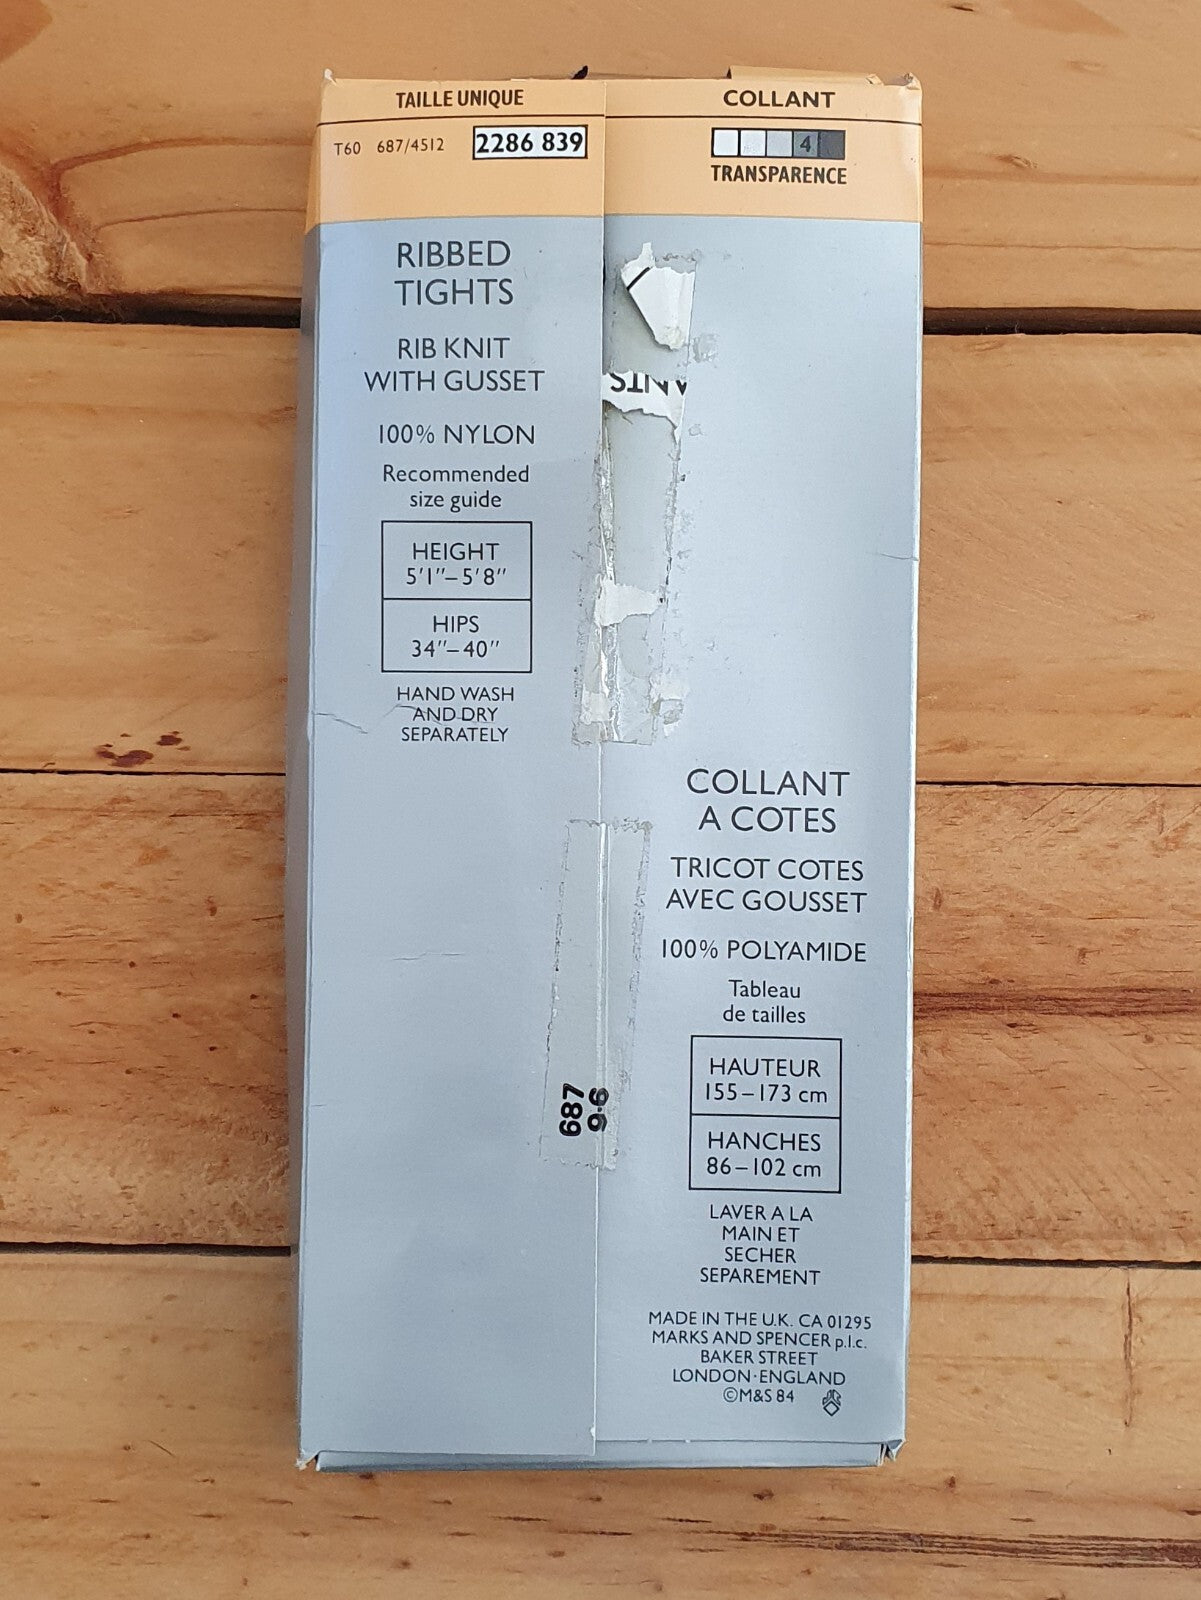 TAILLE UNIQUE
T60 687/4512 2286 839
COLLANT
4
TRANSPARENCE
RIBBED
TIGHTS
RIB KNIT
WITH GUSSET
100% NYLON
Recommended
size guide
HEIGHT
5'1"–5'8"
HIPS
34"–40"
HAND WASH
AND DRY
SEPARATELY
687
COLLANT
A COTES
TRICOT COTES
AVEC GOUSSET
100% POLYAMIDE
Tableau
de tailles
HAUTEUR
155–173 cm
HANCHES
86–102 cm
LAVER A LA
MAIN ET
SECHER
SEPAREMENT
MADE IN THE U.K. CA 01295
MARKS AND SPENCER p.l.c.
BAKER STREET
LONDON·ENGLAND
©M&S 84